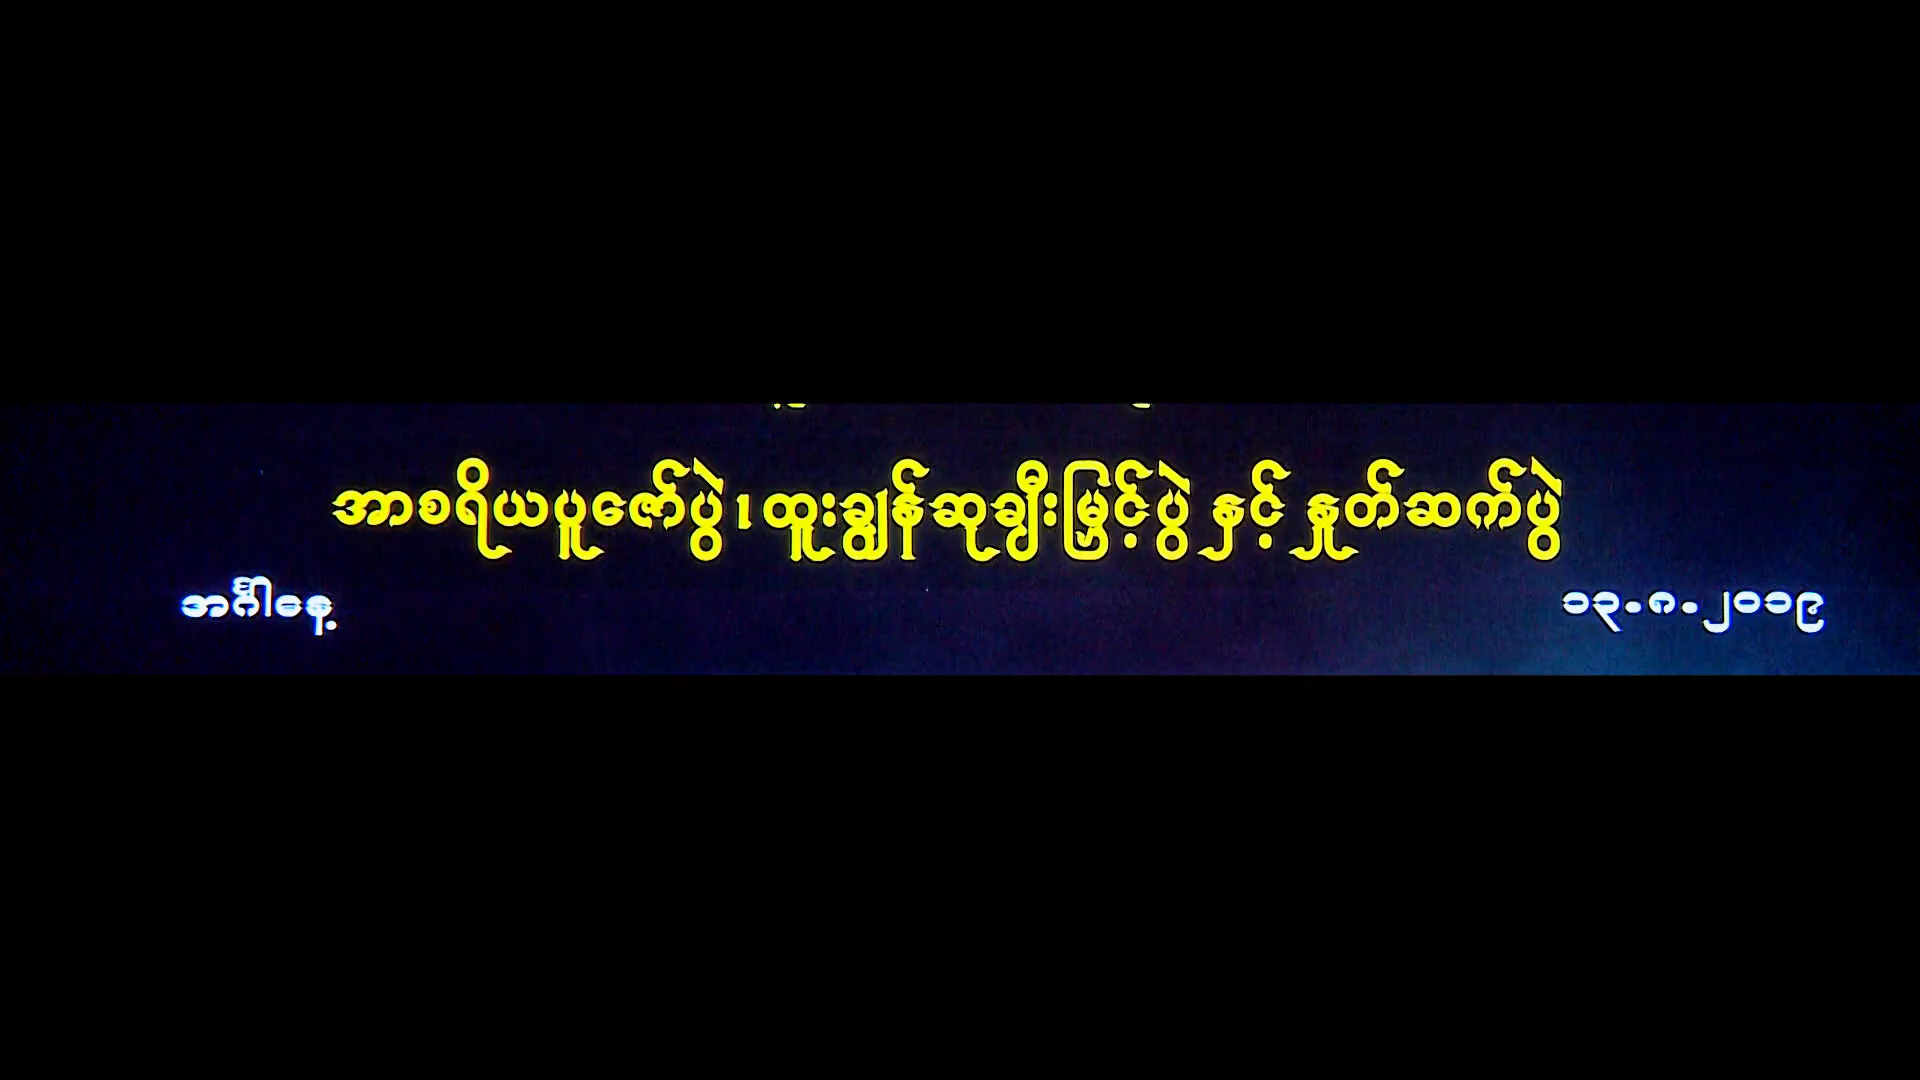 အာစရိယပူဇော်ပွဲ ၊ ထူးချွန်ဆုချီးမြှင့်ပွဲ နှင့် နှုတ်ဆက်ပွဲ
အင်္ဂါနေ့ ၁၃.၈.၂၀၁၉